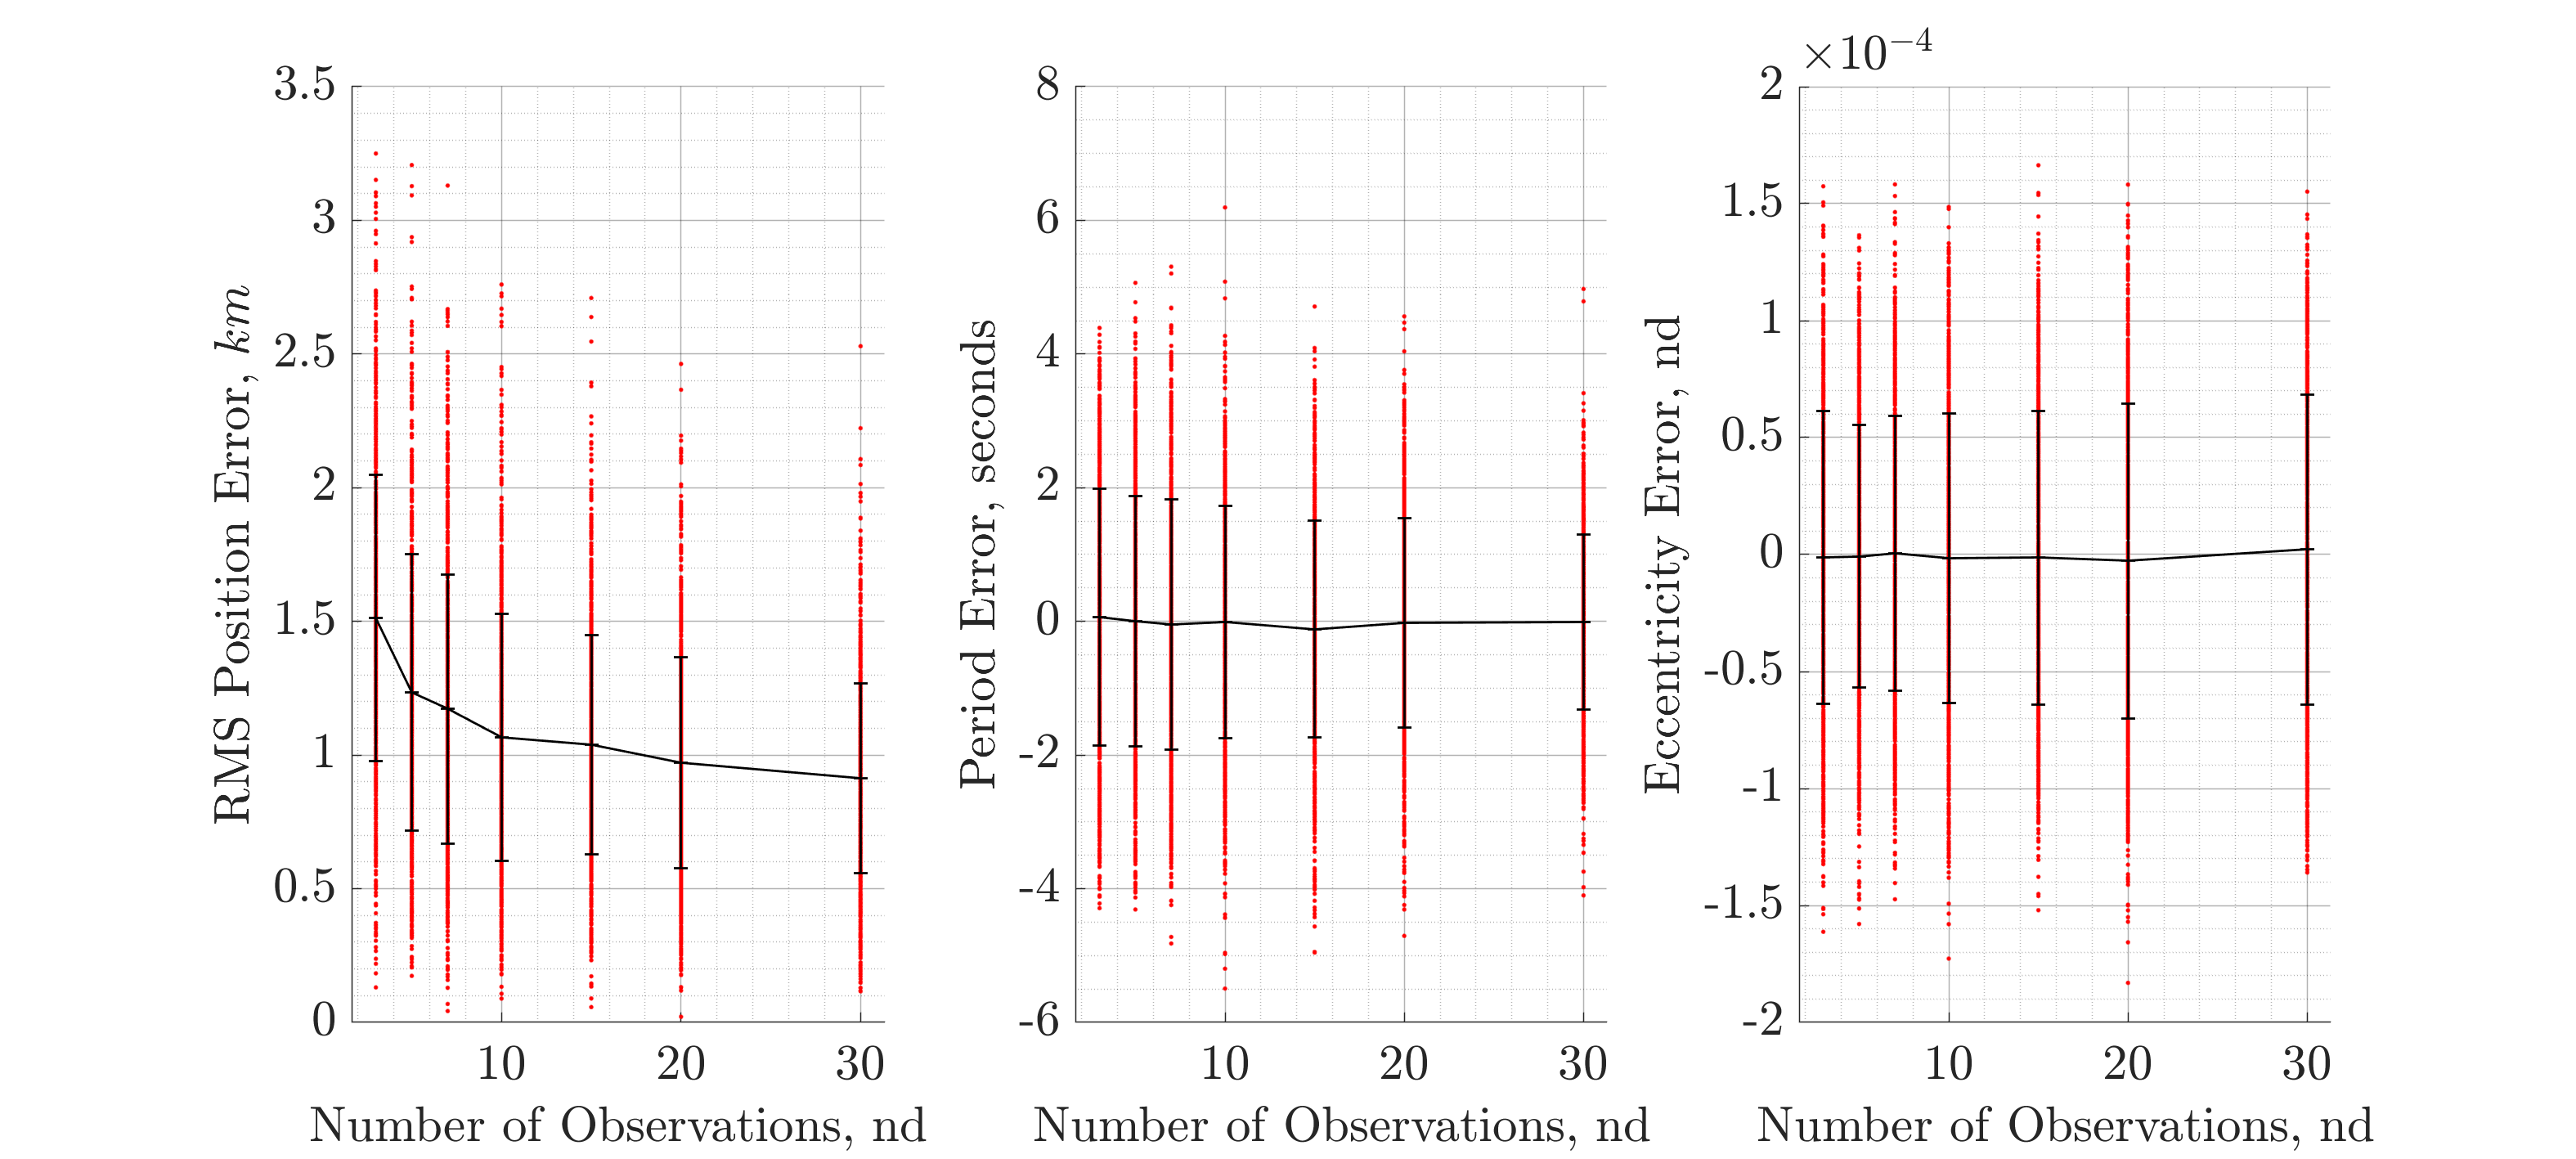 3.5
3
2.5
2
1.5
1
0.5
0
RMS Position Error, km
10 20 30
Number of Observations, nd
8
6
4
2
0
-2
-4
-6
Period Error, seconds
10 20 30
Number of Observations, nd
×10⁻⁴
2
1.5
1
0.5
0
-0.5
-1
-1.5
-2
Eccentricity Error, nd
10 20 30
Number of Observations, nd